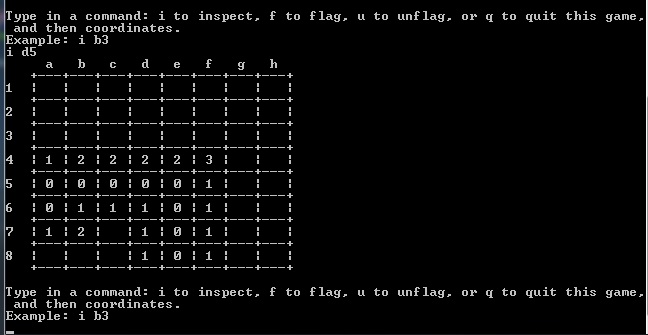 Type in a command: i to inspect, f to flag, u to unflag, or q to quit this game,
 and then coordinates.
Example: i b3
i d5
     a   b   c   d   e   f   g   h
   +---+---+---+---+---+---+---+---+
1  ¦   ¦   ¦   ¦   ¦   ¦   ¦   ¦   ¦
   +---+---+---+---+---+---+---+---+
2  ¦   ¦   ¦   ¦   ¦   ¦   ¦   ¦   ¦
   +---+---+---+---+---+---+---+---+
3  ¦   ¦   ¦   ¦   ¦   ¦   ¦   ¦   ¦
   +---+---+---+---+---+---+---+---+
4  ¦ 1 ¦ 2 ¦ 2 ¦ 2 ¦ 2 ¦ 3 ¦   ¦   ¦
   +---+---+---+---+---+---+---+---+
5  ¦ 0 ¦ 0 ¦ 0 ¦ 0 ¦ 0 ¦ 1 ¦   ¦   ¦
   +---+---+---+---+---+---+---+---+
6  ¦ 0 ¦ 1 ¦ 1 ¦ 1 ¦ 0 ¦ 1 ¦   ¦   ¦
   +---+---+---+---+---+---+---+---+
7  ¦ 1 ¦ 2 ¦   ¦ 1 ¦ 0 ¦ 1 ¦   ¦   ¦
   +---+---+---+---+---+---+---+---+
8  ¦   ¦   ¦   ¦ 1 ¦ 0 ¦ 1 ¦   ¦   ¦
   +---+---+---+---+---+---+---+---+
Type in a command: i to inspect, f to flag, u to unflag, or q to quit this game,
 and then coordinates.
Example: i b3